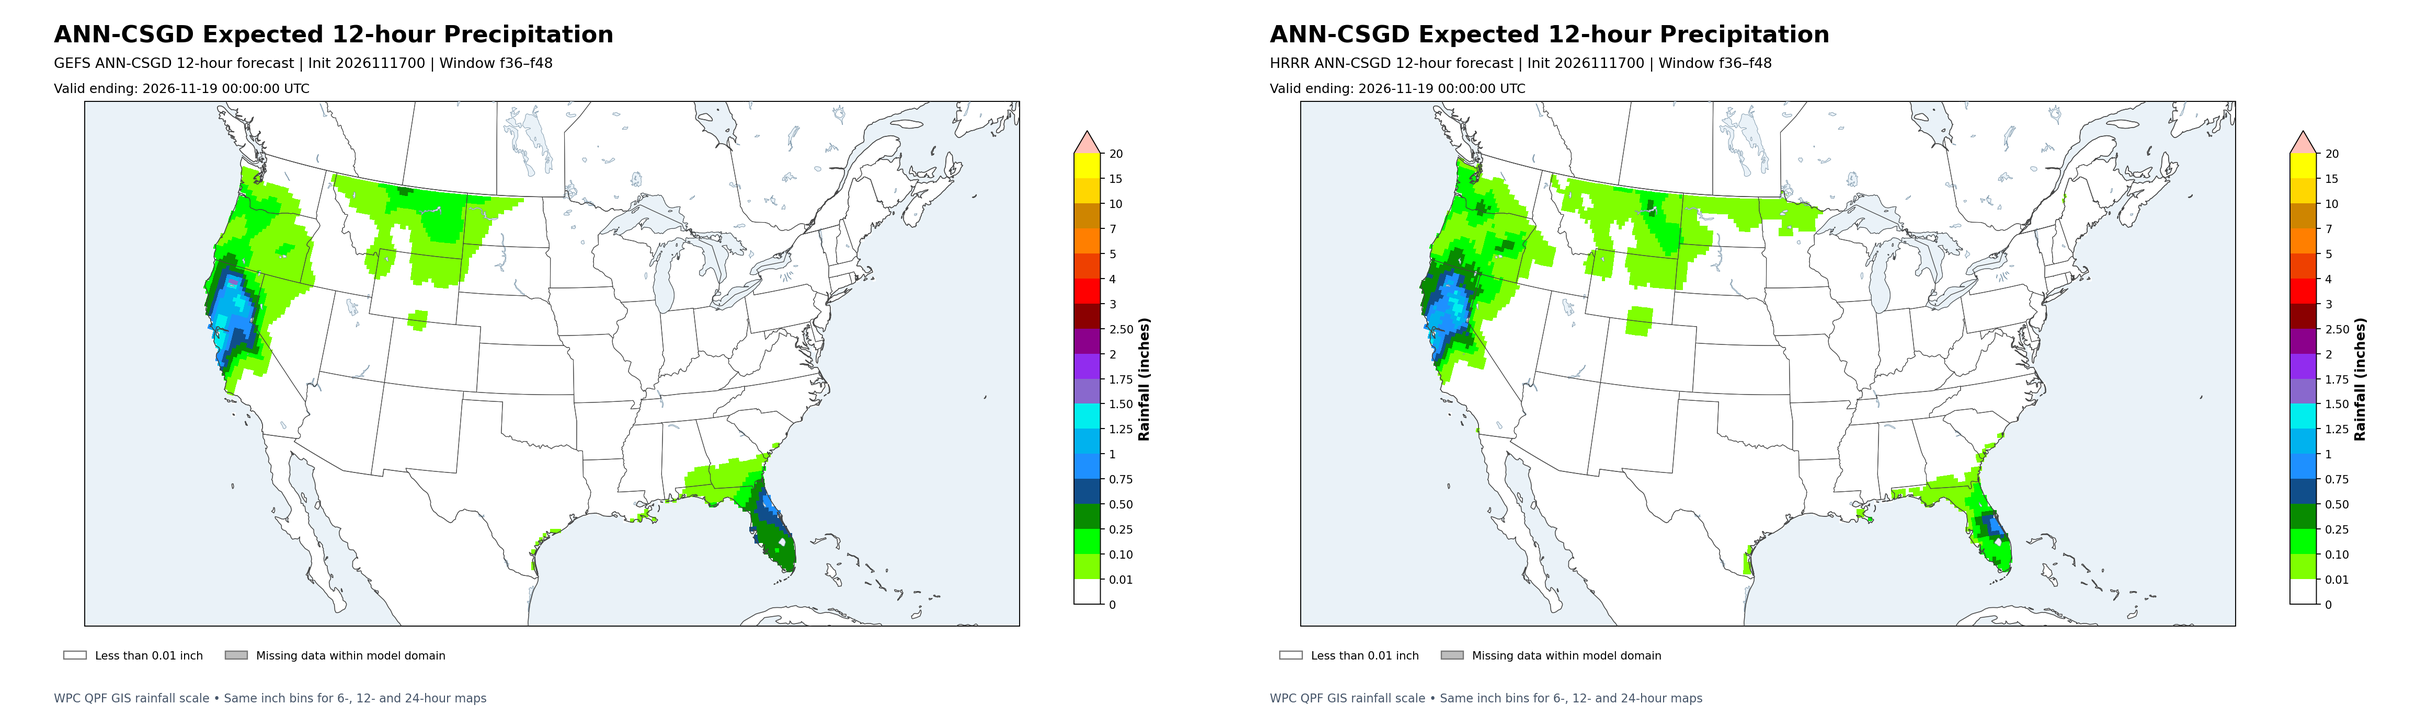 ANN-CSGD Expected 12-hour Precipitation
GEFS ANN-CSGD 12-hour forecast | Init 2026111700 | Window f36–f48
Valid ending: 2026-11-19 00:00:00 UTC
20
15
10
7
5
4
3
2.50
2
1.75
1.50
1.25
1
0.75
0.50
0.25
0.10
0.01
0
Rainfall (inches)
Less than 0.01 inch
Missing data within model domain
WPC QPF GIS rainfall scale • Same inch bins for 6-, 12- and 24-hour maps
ANN-CSGD Expected 12-hour Precipitation
HRRR ANN-CSGD 12-hour forecast | Init 2026111700 | Window f36–f48
Valid ending: 2026-11-19 00:00:00 UTC
20
15
10
7
5
4
3
2.50
2
1.75
1.50
1.25
1
0.75
0.50
0.25
0.10
0.01
0
Rainfall (inches)
Less than 0.01 inch
Missing data within model domain
WPC QPF GIS rainfall scale • Same inch bins for 6-, 12- and 24-hour maps